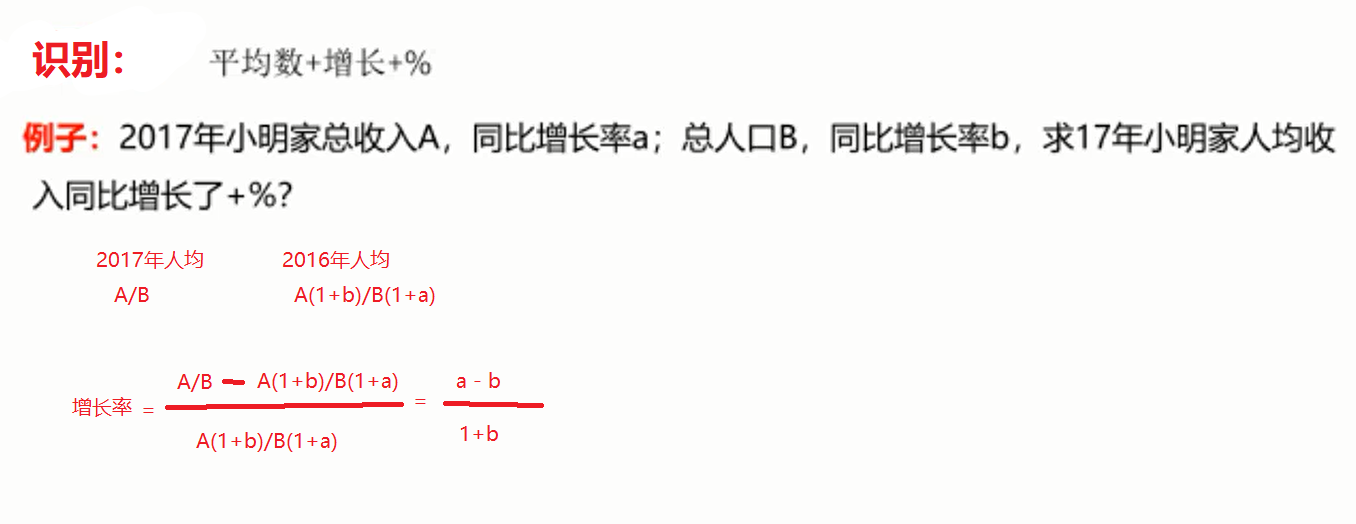 识别： 平均数+增长+%
例子：2017年小明家总收入A，同比增长率a；总人口B，同比增长率b，求17年小明家人均收
入同比增长了+%？
2017年人均 2016年人均
A/B A(1+b)/B(1+a)
A/B — A(1+b)/B(1+a) a - b
增长率 = =
A(1+b)/B(1+a) 1+b